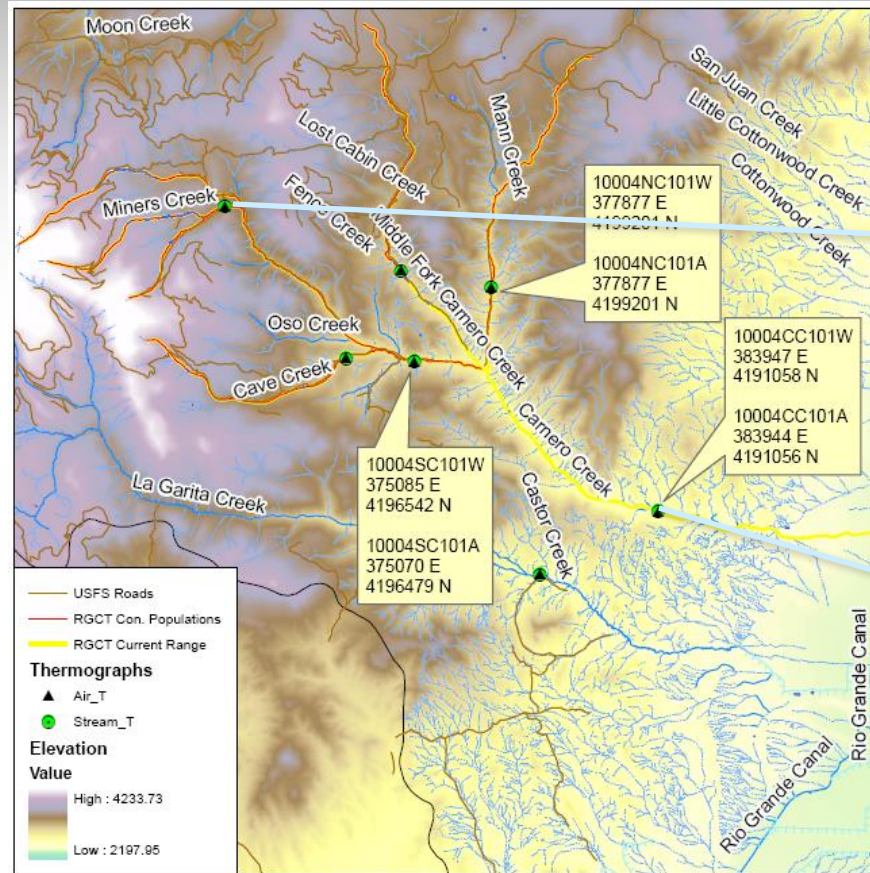 Moon Creek
San Juan Creek
Little Cottonwood Creek
Cottonwood Creek
Mann Creek
Lost Cabin Creek
Fence Creek
Miners Creek
Middle Fork Carnero Creek
10004NC101W
377877 E
4199201 N
10004NC101A
377877 E
4199201 N
Oso Creek
Cave Creek
10004CC101W
383947 E
4191058 N
10004CC101A
383944 E
4191056 N
Carnero Creek
La Garita Creek
10004SC101W
375085 E
4196542 N
10004SC101A
375070 E
4196479 N
Castor Creek
USFS Roads
RGCT Con. Populations
RGCT Current Range
Thermographs
Air_T
Stream_T
Elevation
Value
High : 4233.73
Low : 2197.95
Rio Grande Canal
Rio Grande Canal